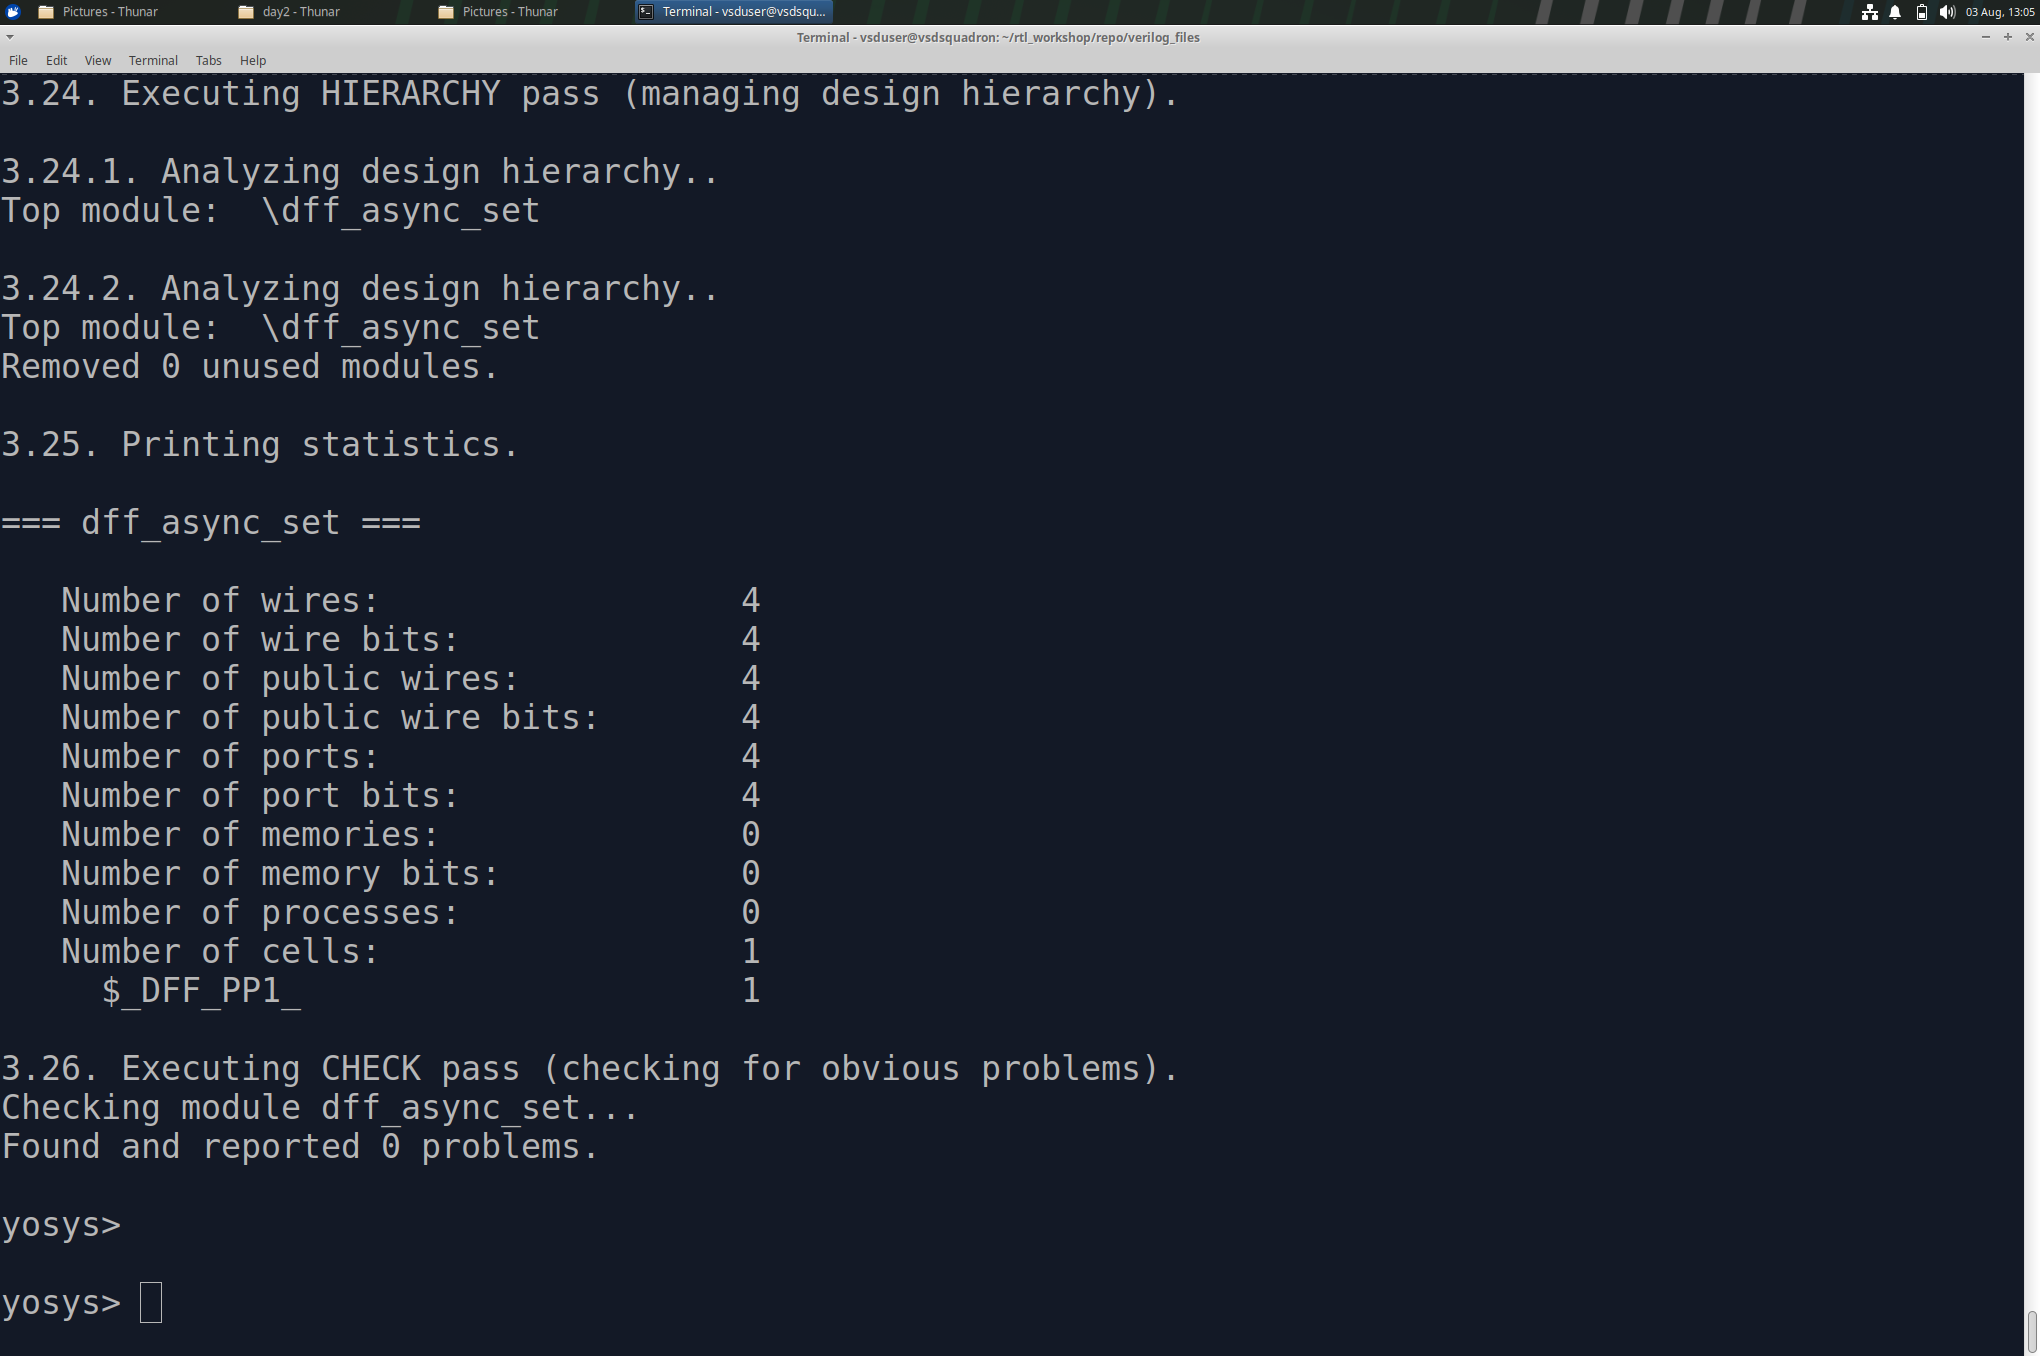 Pictures - Thunar
day2 - Thunar
Pictures - Thunar
Terminal - vsduser@vsdsqu...
03 Aug, 13:05
Terminal - vsduser@vsdsquadron: ~/rtl_workshop/repo/verilog_files
File Edit View Terminal Tabs Help
3.24. Executing HIERARCHY pass (managing design hierarchy).
3.24.1. Analyzing design hierarchy..
Top module:  \dff_async_set
3.24.2. Analyzing design hierarchy..
Top module:  \dff_async_set
Removed 0 unused modules.
3.25. Printing statistics.
=== dff_async_set ===
   Number of wires:                  4
   Number of wire bits:              4
   Number of public wires:           4
   Number of public wire bits:       4
   Number of ports:                  4
   Number of port bits:              4
   Number of memories:               0
   Number of memory bits:            0
   Number of processes:              0
   Number of cells:                  1
     $_DFF_PP1_                      1
3.26. Executing CHECK pass (checking for obvious problems).
Checking module dff_async_set...
Found and reported 0 problems.
yosys>
yosys>